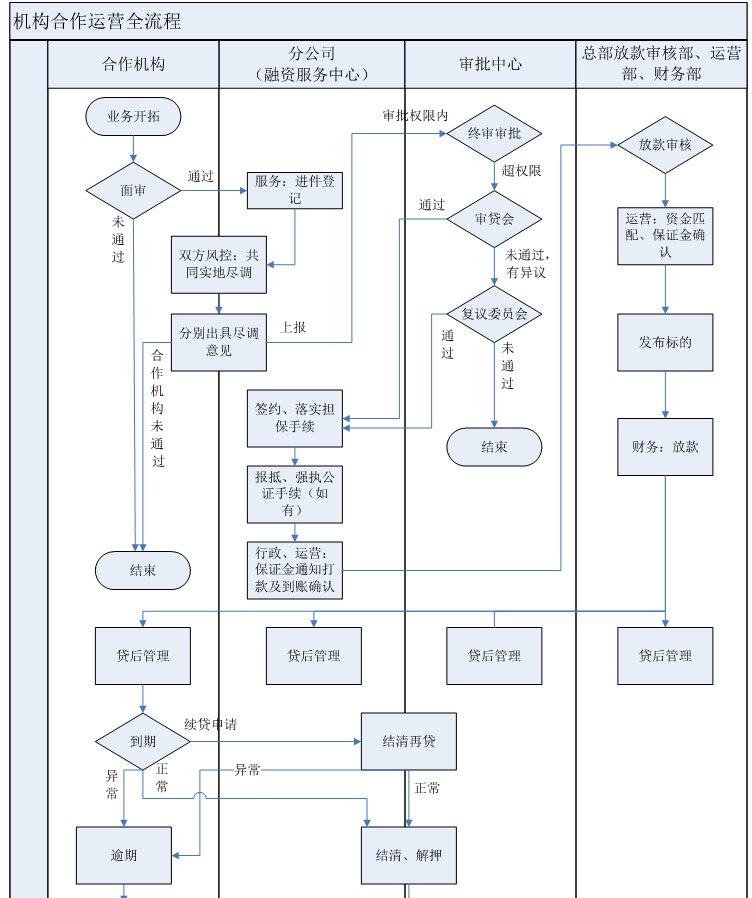 机构合作运营全流程
合作机构
分公司
（融资服务中心）
审批中心
总部放款审核部、运营
部、财务部
业务开拓
面审
通过
未
通
过
服务：进件登
记
双方风控：共
同实地尽调
分别出具尽调
意见
上报
合
作
机
构
未
通
过
审批权限内
终审审批
超权限
审贷会
通过
未通过，
有异议
复议委员会
通
过
未
通
过
结束
签约、落实担
保手续
报抵、强执公
证手续（如
有）
行政、运营：
保证金通知打
款及到账确认
结束
放款审核
运营：资金匹
配、保证金确
认
发布标的
财务：放款
贷后管理
贷后管理
贷后管理
贷后管理
到期
续贷申请
结清再贷
异
常
正
常
异常
正常
逾期
结清、解押